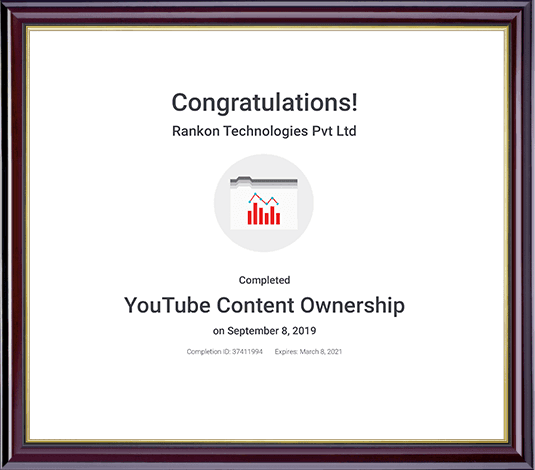 Congratulations!
Rankon Technologies Pvt Ltd
Completed
YouTube Content Ownership
on September 8, 2019
Completion ID: 37411994 Expires: March 8, 2021